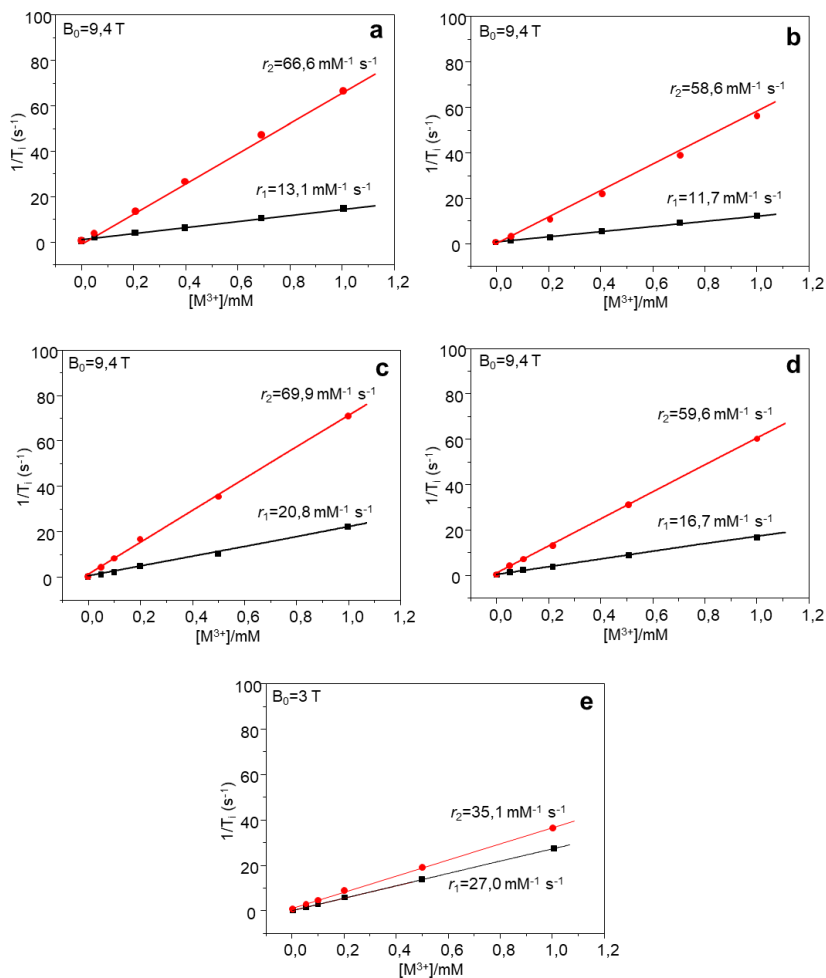 B₀=9,4 T
a
r₂=66,6 mM⁻¹ s⁻¹
r₁=13,1 mM⁻¹ s⁻¹
1/Tᵢ (s⁻¹)
100
80
60
40
20
0
0,0 0,2 0,4 0,6 0,8 1,0 1,2
[M³⁺]/mM
B₀=9,4 T
b
r₂=58,6 mM⁻¹ s⁻¹
r₁=11,7 mM⁻¹ s⁻¹
1/Tᵢ (s⁻¹)
100
80
60
40
20
0
0,0 0,2 0,4 0,6 0,8 1,0 1,2
[M³⁺]/mM
B₀=9,4 T
c
r₂=69,9 mM⁻¹ s⁻¹
r₁=20,8 mM⁻¹ s⁻¹
1/Tᵢ (s⁻¹)
100
80
60
40
20
0
0,0 0,2 0,4 0,6 0,8 1,0 1,2
[M³⁺]/mM
B₀=9,4 T
d
r₂=59,6 mM⁻¹ s⁻¹
r₁=16,7 mM⁻¹ s⁻¹
1/Tᵢ (s⁻¹)
100
80
60
40
20
0
0,0 0,2 0,4 0,6 0,8 1,0 1,2
[M³⁺]/mM
B₀=3 T
e
r₂=35,1 mM⁻¹ s⁻¹
r₁=27,0 mM⁻¹ s⁻¹
1/Tᵢ (s⁻¹)
100
80
60
40
20
0
0,0 0,2 0,4 0,6 0,8 1,0 1,2
[M³⁺]/mM